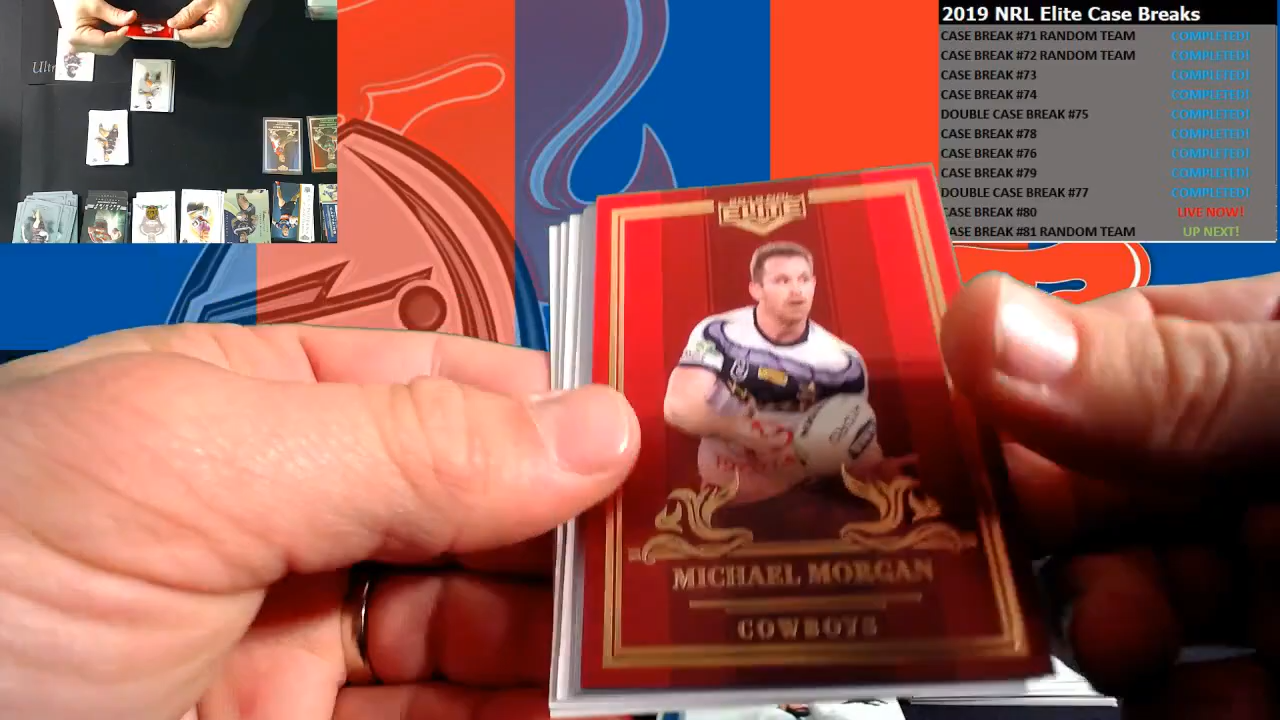 2019 NRL Elite Case Breaks
CASE BREAK #71 RANDOM TEAM COMPLETED!
CASE BREAK #72 RANDOM TEAM COMPLETED!
CASE BREAK #73 COMPLETED!
CASE BREAK #74 COMPLETED!
DOUBLE CASE BREAK #75 COMPLETED!
CASE BREAK #78 COMPLETED!
CASE BREAK #76 COMPLETED!
CASE BREAK #79 COMPLETED!
DOUBLE CASE BREAK #77 COMPLETED!
CASE BREAK #80 LIVE NOW!
CASE BREAK #81 RANDOM TEAM UP NEXT!
Ultr
ELITE
MICHAEL MORGAN
COWBOYS